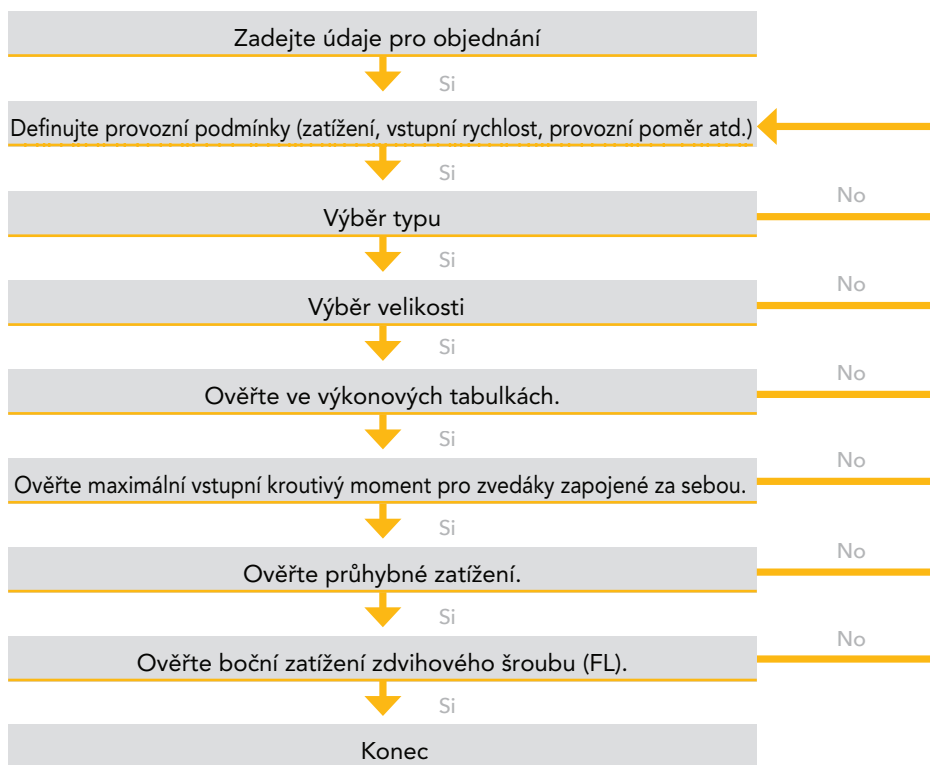 Zadejte údaje pro objednání
Si
Definujte provozní podmínky (zatížení, vstupní rychlost, provozní poměr atd.)
Si
No
Výběr typu
Si
No
Výběr velikosti
Si
No
Ověřte ve výkonových tabulkách.
Si
No
Ověřte maximální vstupní kroutivý moment pro zvedáky zapojené za sebou.
Si
No
Ověřte průhybné zatížení.
Si
No
Ověřte boční zatížení zdvihového šroubu (FL).
Si
Konec